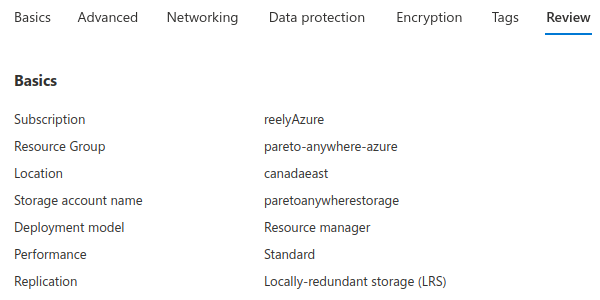 Basics Advanced Networking Data protection Encryption Tags Review
Basics
Subscription reelyAzure
Resource Group pareto-anywhere-azure
Location canadaeast
Storage account name paretoanywherestorage
Deployment model Resource manager
Performance Standard
Replication Locally-redundant storage (LRS)